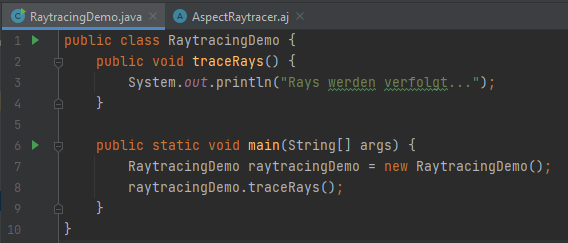 RaytracingDemo.java AspectRaytracer.aj
1 public class RaytracingDemo {
2 public void traceRays() {
3 System.out.println("Rays werden verfolgt...");
4 }
5
6 public static void main(String[] args) {
7 RaytracingDemo raytracingDemo = new RaytracingDemo();
8 raytracingDemo.traceRays();
9 }
10 }